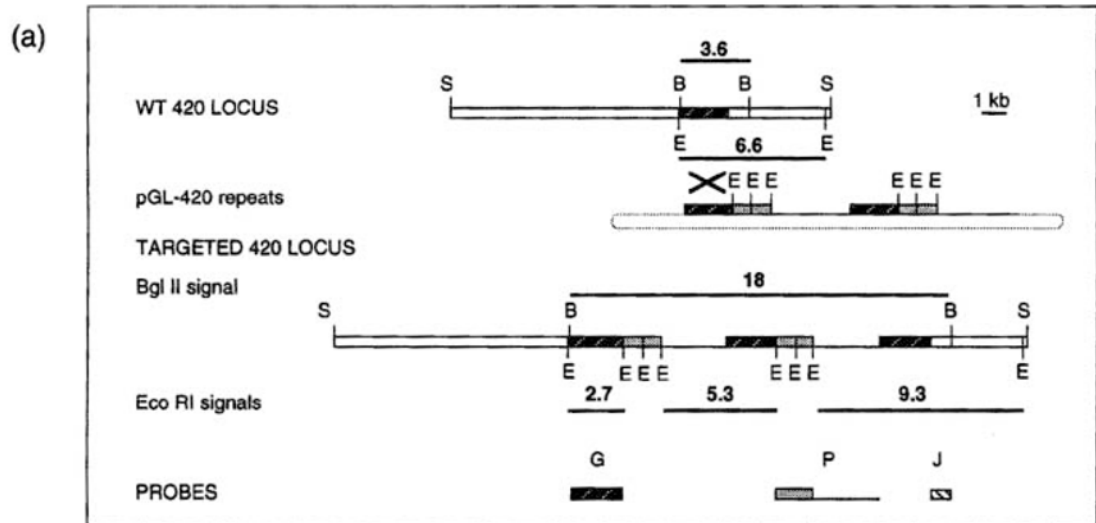 (a)
3.6
S B B S
WT 420 LOCUS
1 kb
E E
6.6
E E E E E E
pGL-420 repeats
TARGETED 420 LOCUS
Bgl II signal
18
S B B S
E E E E E E E E
2.7 5.3 9.3
Eco RI signals
G P J
PROBES